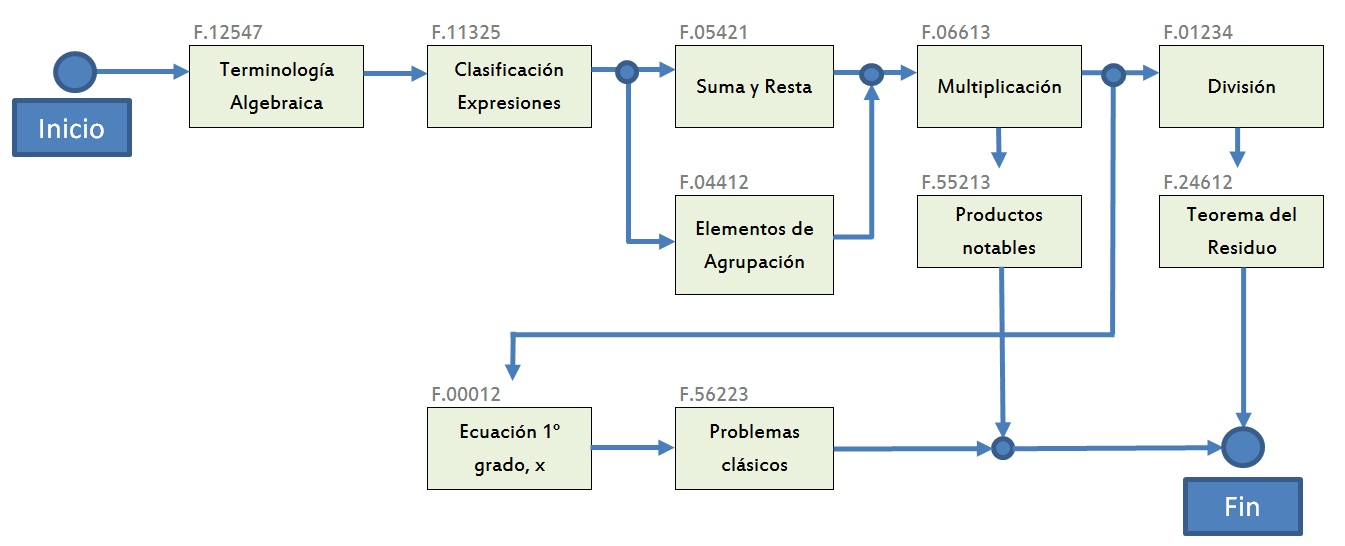 F.12547
F.11325
F.05421
F.06613
F.01234
Terminología
Algebraica
Clasificación
Expresiones
Suma y Resta
Multiplicación
División
Inicio
F.04412
F.55213
F.24612
Elementos de
Agrupación
Productos
notables
Teorema del
Residuo
F.00012
F.56223
Ecuación 1º
grado, x
Problemas
clásicos
Fin